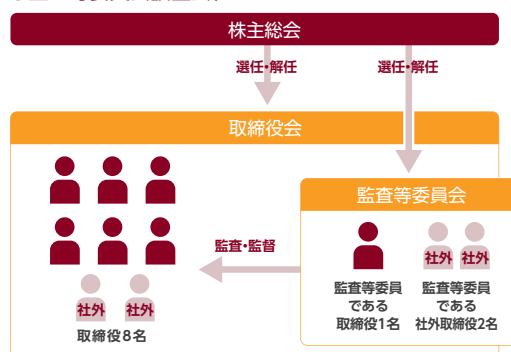 株主総会
選任・解任
選任・解任
取締役会
監査等委員会
監査・監督
社外 社外
取締役8名
社外 社外
監査等委員
である
取締役1名
監査等委員
である
社外取締役2名